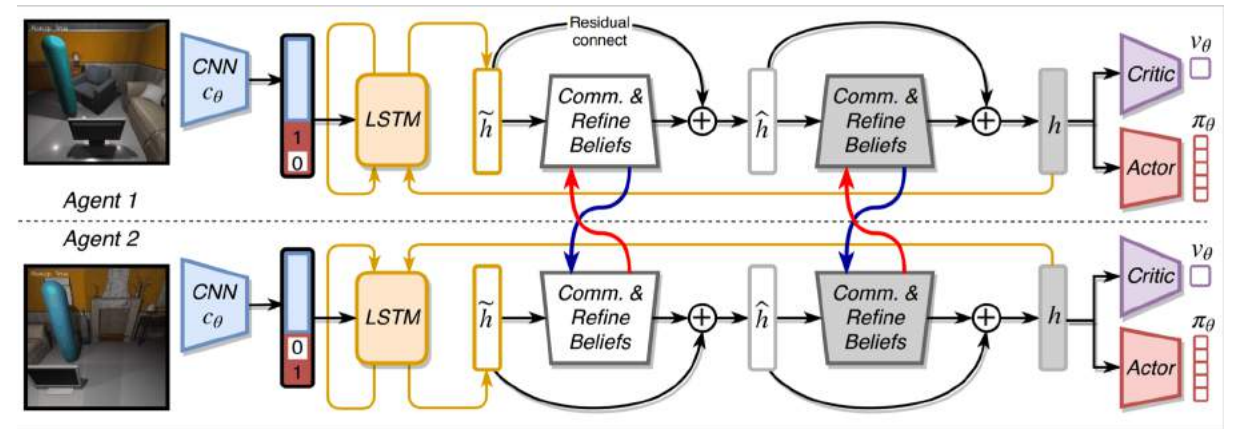 Residual
connect
CNN
cθ
1
0
LSTM
h̃
Comm. &
Refine
Beliefs
+
ĥ
Comm. &
Refine
Beliefs
+
h
Critic
vθ
Actor
πθ
Agent 1
Agent 2
CNN
cθ
0
1
LSTM
h̃
Comm. &
Refine
Beliefs
+
ĥ
Comm. &
Refine
Beliefs
+
h
Critic
vθ
Actor
πθ